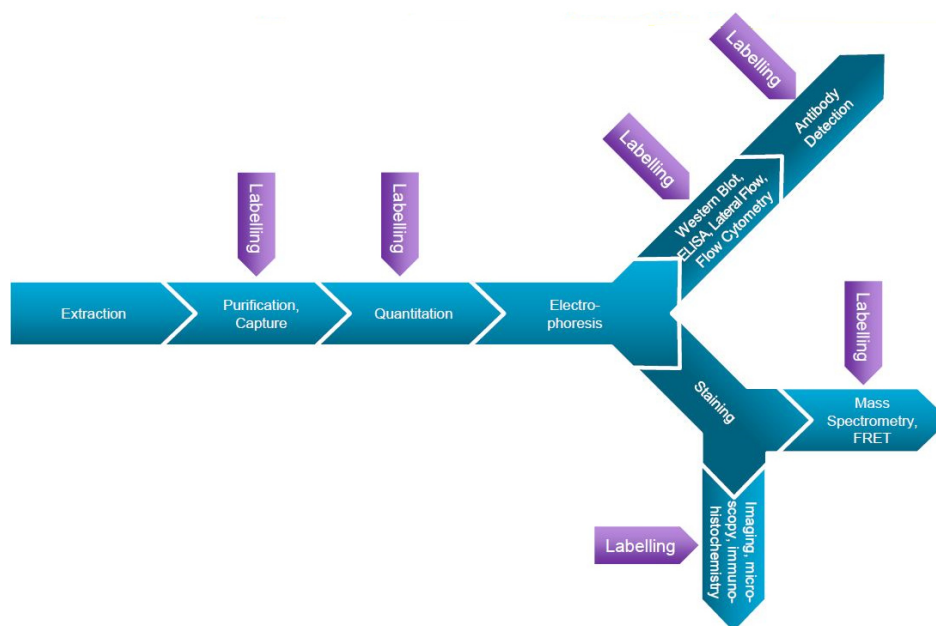 Labelling
Labelling
Antibody
Detection
Western Blot,
ELISA, Lateral Flow,
Flow Cytometry
Labelling
Labelling
Extraction
Purification,
Capture
Quantitation
Electro-
phoresis
Labelling
Staining
Mass
Spectrometry,
FRET
Labelling
Imaging, micro-
scopy, immuno-
histochemistry